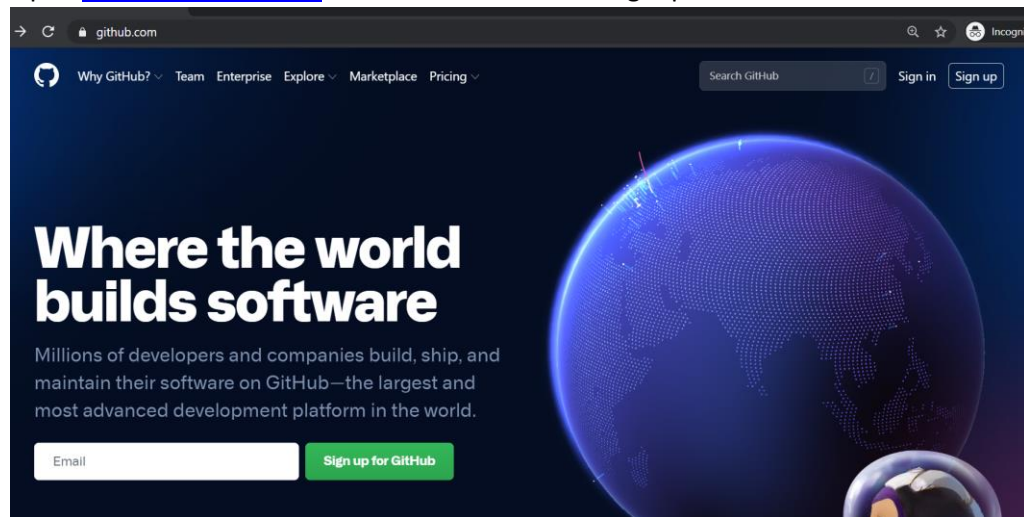 github.com
Incogni
Why GitHub? Team Enterprise Explore Marketplace Pricing
Search GitHub /
Sign in Sign up
Where the world
builds software
Millions of developers and companies build, ship, and
maintain their software on GitHub—the largest and
most advanced development platform in the world.
Email
Sign up for GitHub